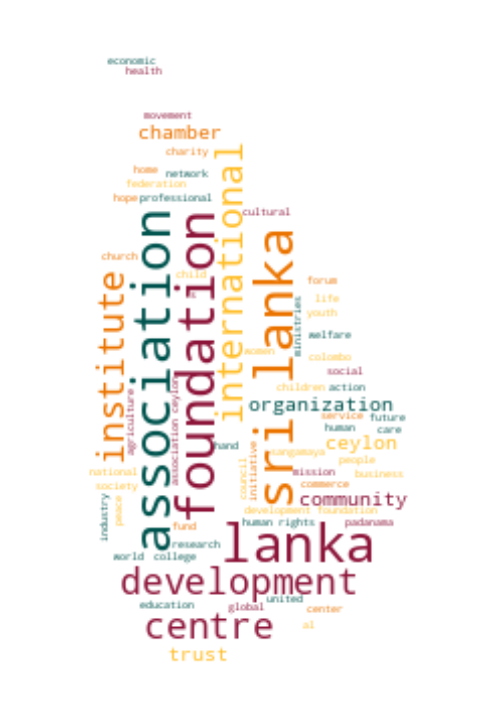 economic
health
movement
chamber
charity
home
network
federation
hope
professional
international
cultural
association
foundation
sri lanka
church
child
institute
forum
life
youth
ministries
welfare
women
colombo
social
children
action
agriculture
association ceylon
organization
service
future
human
care
hand
ceylon
sangamaya
people
council
initiative
national
mission
business
society
commerce
community
industry
peace
development foundation
fund
human rights
padanama
lanka
research
world
college
development
education
united
global
center
centre
al
trust